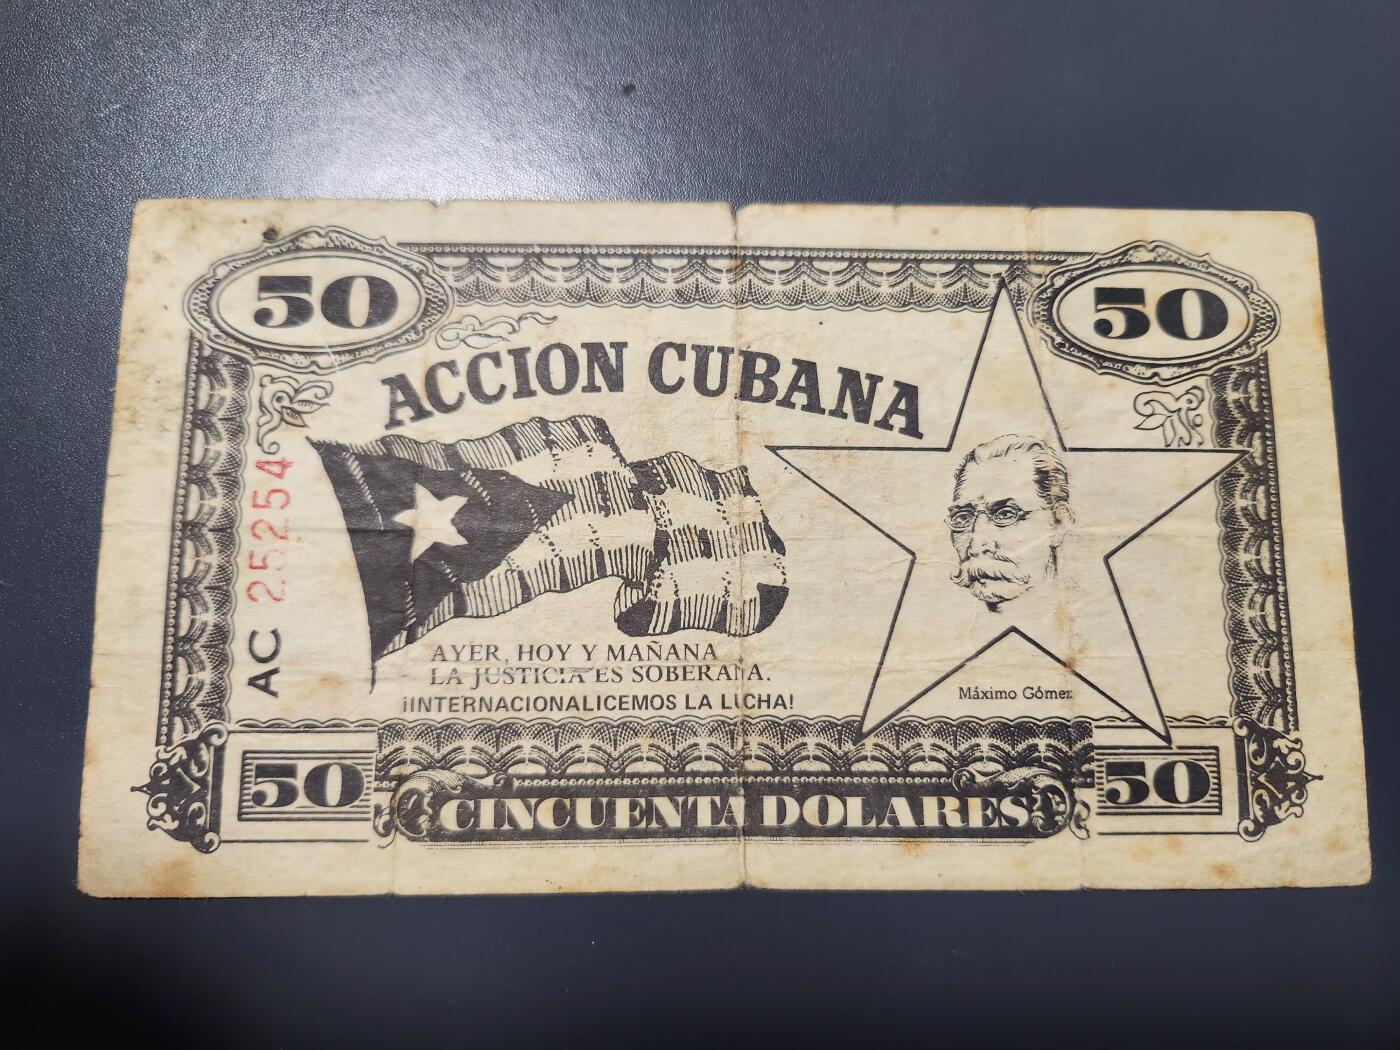 50
50
ACCION CUBANA
AC 25254
AYER, HOY Y MAÑANA
LA JUSTICIA ES SOBERANA.
¡INTERNACIONALICEMOS LA LUCHA!
Máximo Gómez
50
CINCUENTA DOLARES
50